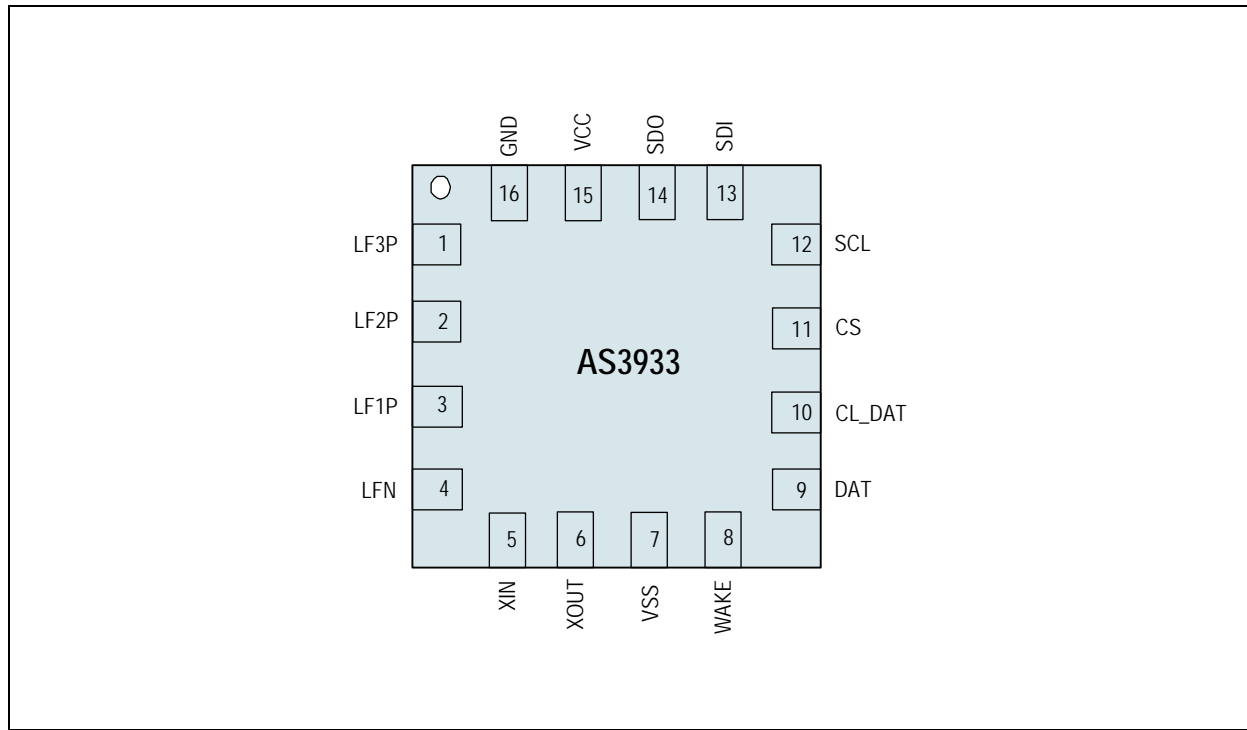 GND
VCC
SDO
SDI
16
15
14
13
LF3P
1
12
SCL
LF2P
2
11
CS
AS3933
LF1P
3
10
CL_DAT
LFN
4
9
DAT
5
6
7
8
XIN
XOUT
VSS
WAKE